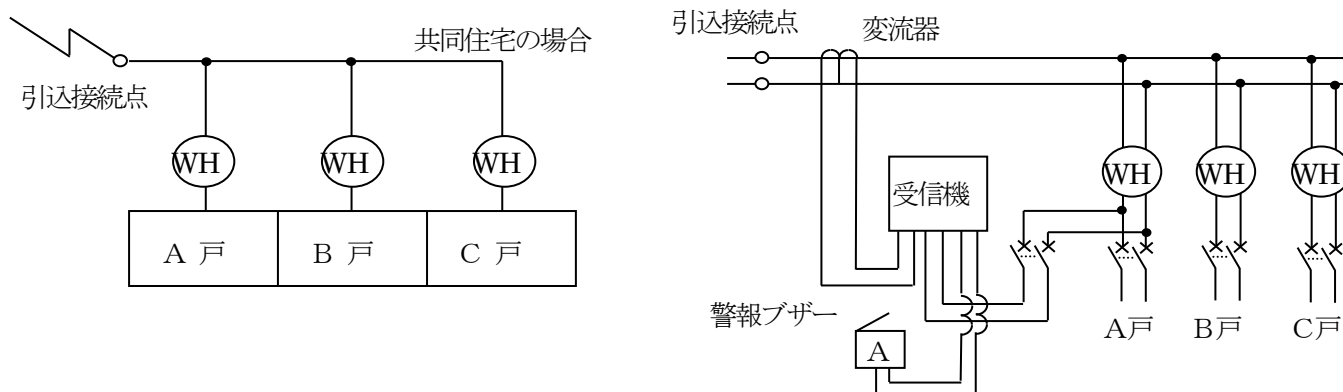 共同住宅の場合
引込接続点
WH
WH
WH
A 戸
B 戸
C 戸
引込接続点
変流器
WH
WH
WH
受信機
警報ブザー
A
A戸
B戸
C戸